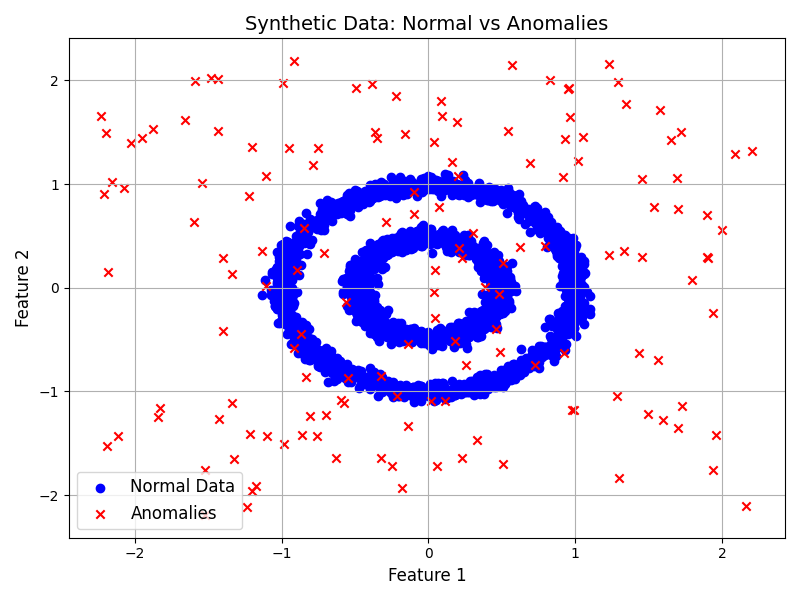 Synthetic Data: Normal vs Anomalies
Feature 2
2
1
0
−1
−2
Normal Data
Anomalies
−2
−1
0
1
2
Feature 1